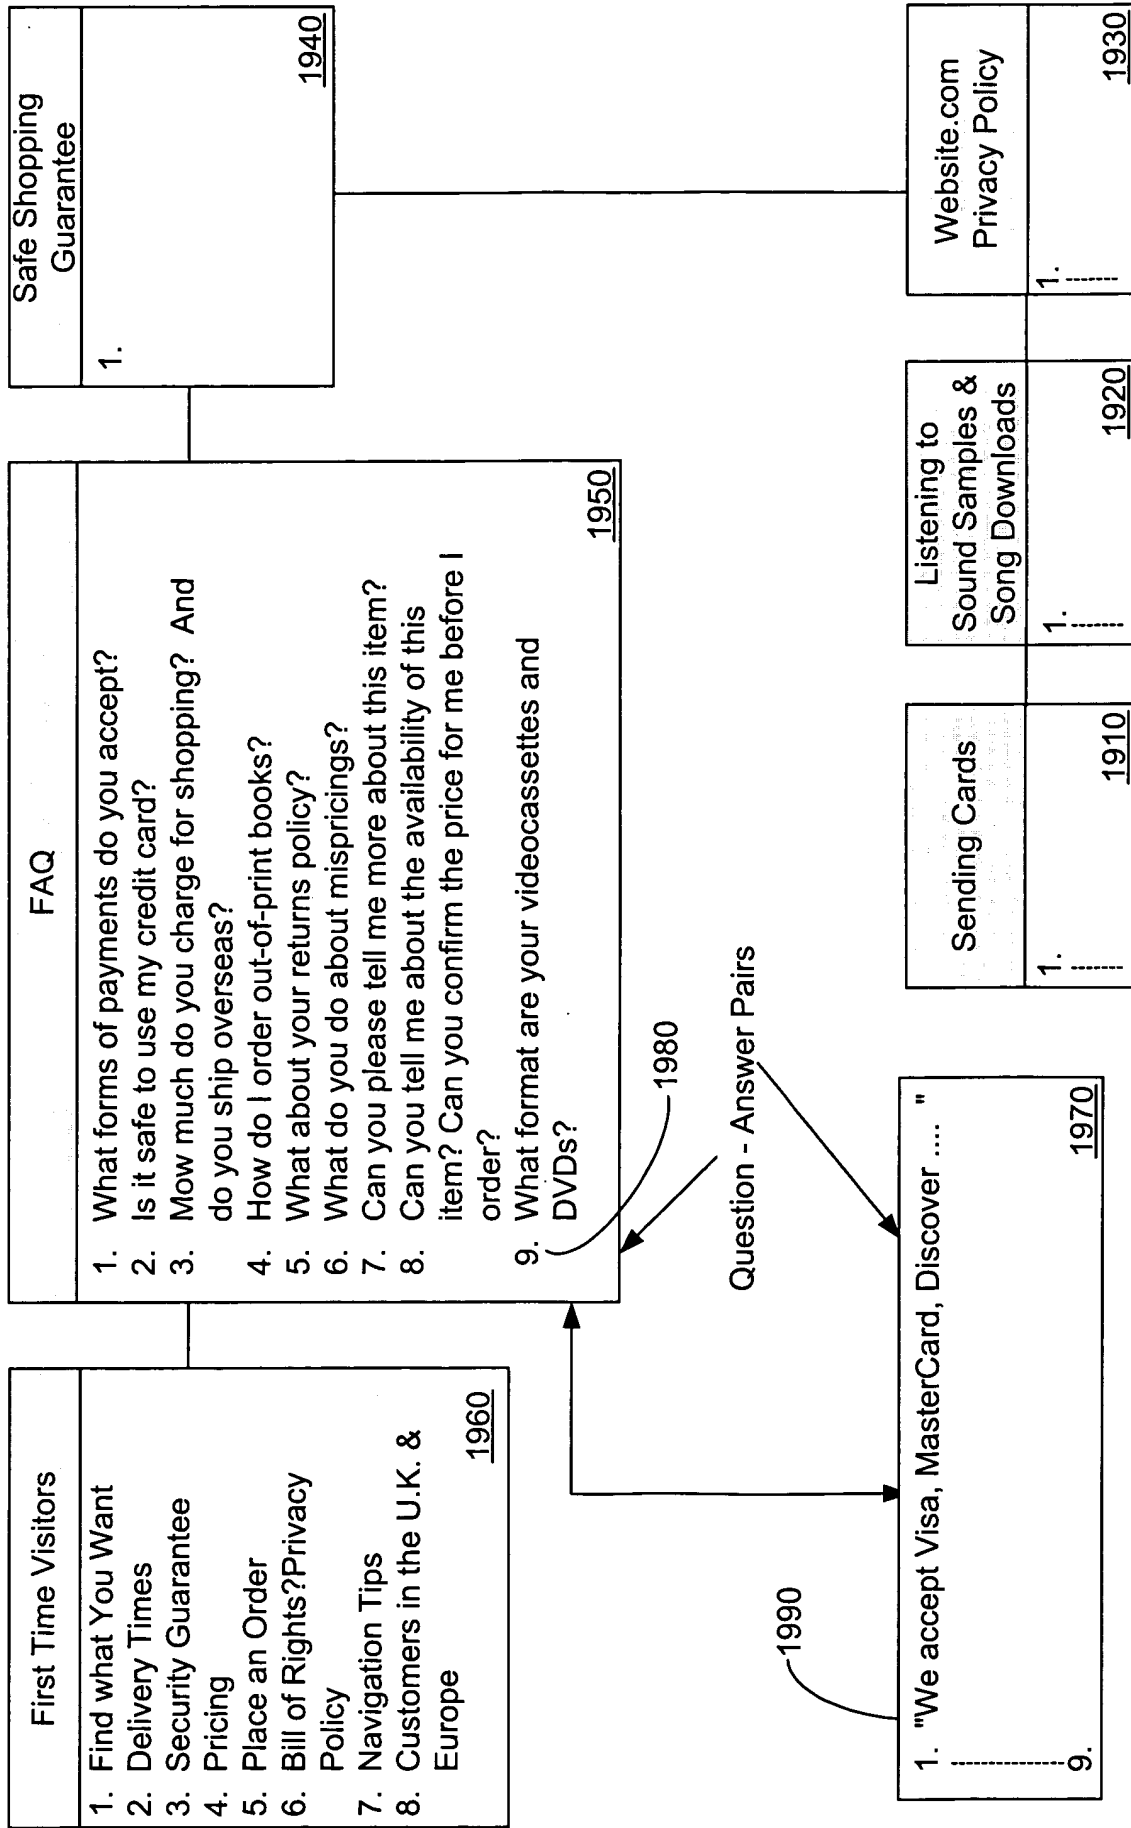 First Time Visitors
1. Find what You Want
2. Delivery Times
3. Security Guarantee
4. Pricing
5. Place an Order
6. Bill of Rights?Privacy
Policy
7. Navigation Tips
8. Customers in the U.K. &
Europe
1960
FAQ
1. What forms of payments do you accept?
2. Is it safe to use my credit card?
3. Mow much do you charge for shopping? And
do you ship overseas?
4. How do I order out-of-print books?
5. What about your returns policy?
6. What do you do about mispricings?
7. Can you please tell me more about this item?
8. Can you tell me about the availability of this
item? Can you confirm the price for me before I
order?
9. What format are your videocassettes and
DVDs?
1950
Safe Shopping
Guarantee
1.
1940
1980
Question - Answer Pairs
1990
1. "We accept Visa, MasterCard, Discover .... "
9.
1970
Sending Cards
1.
1910
Listening to
Sound Samples &
Song Downloads
1.
1920
Website.com
Privacy Policy
1.
1930